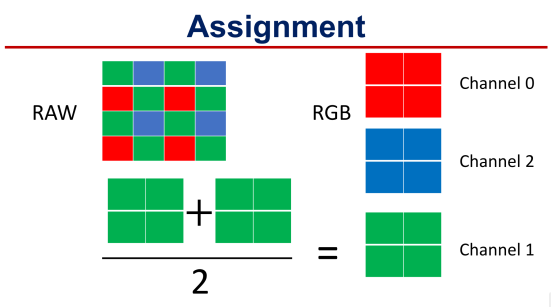 Assignment
RAW
RGB
Channel 0
Channel 2
+
2
=
Channel 1